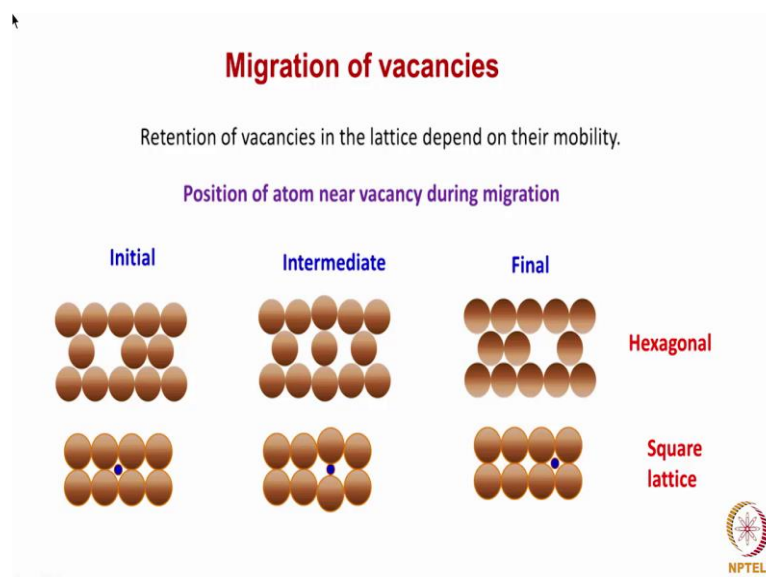 Migration of vacancies
Retention of vacancies in the lattice depend on their mobility.
Position of atom near vacancy during migration
Initial
Intermediate
Final
Hexagonal
Square
lattice
NPTEL